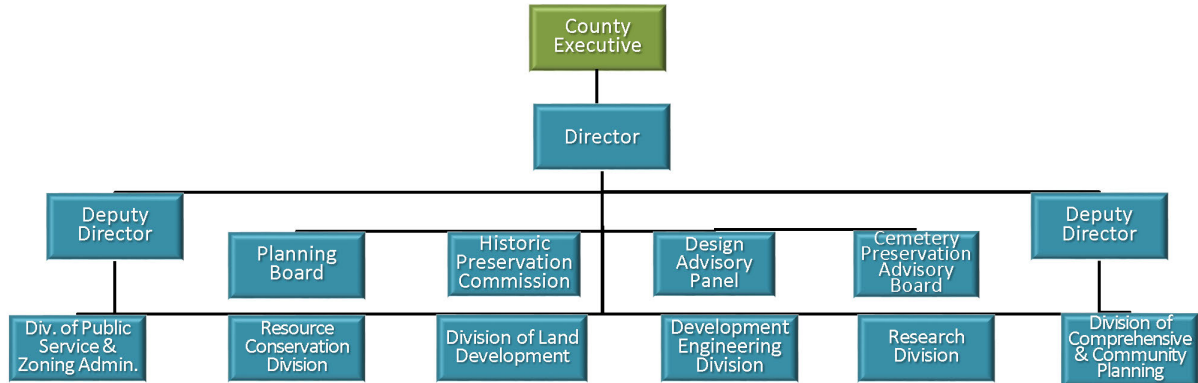 County
Executive
Director
Deputy
Director
Deputy
Director
Planning
Board
Historic
Preservation
Commission
Design
Advisory
Panel
Cemetery
Preservation
Advisory
Board
Div. of Public
Service &
Zoning Admin.
Resource
Conservation
Division
Division of Land
Development
Development
Engineering
Division
Research
Division
Division of
Comprehensive
& Community
Planning